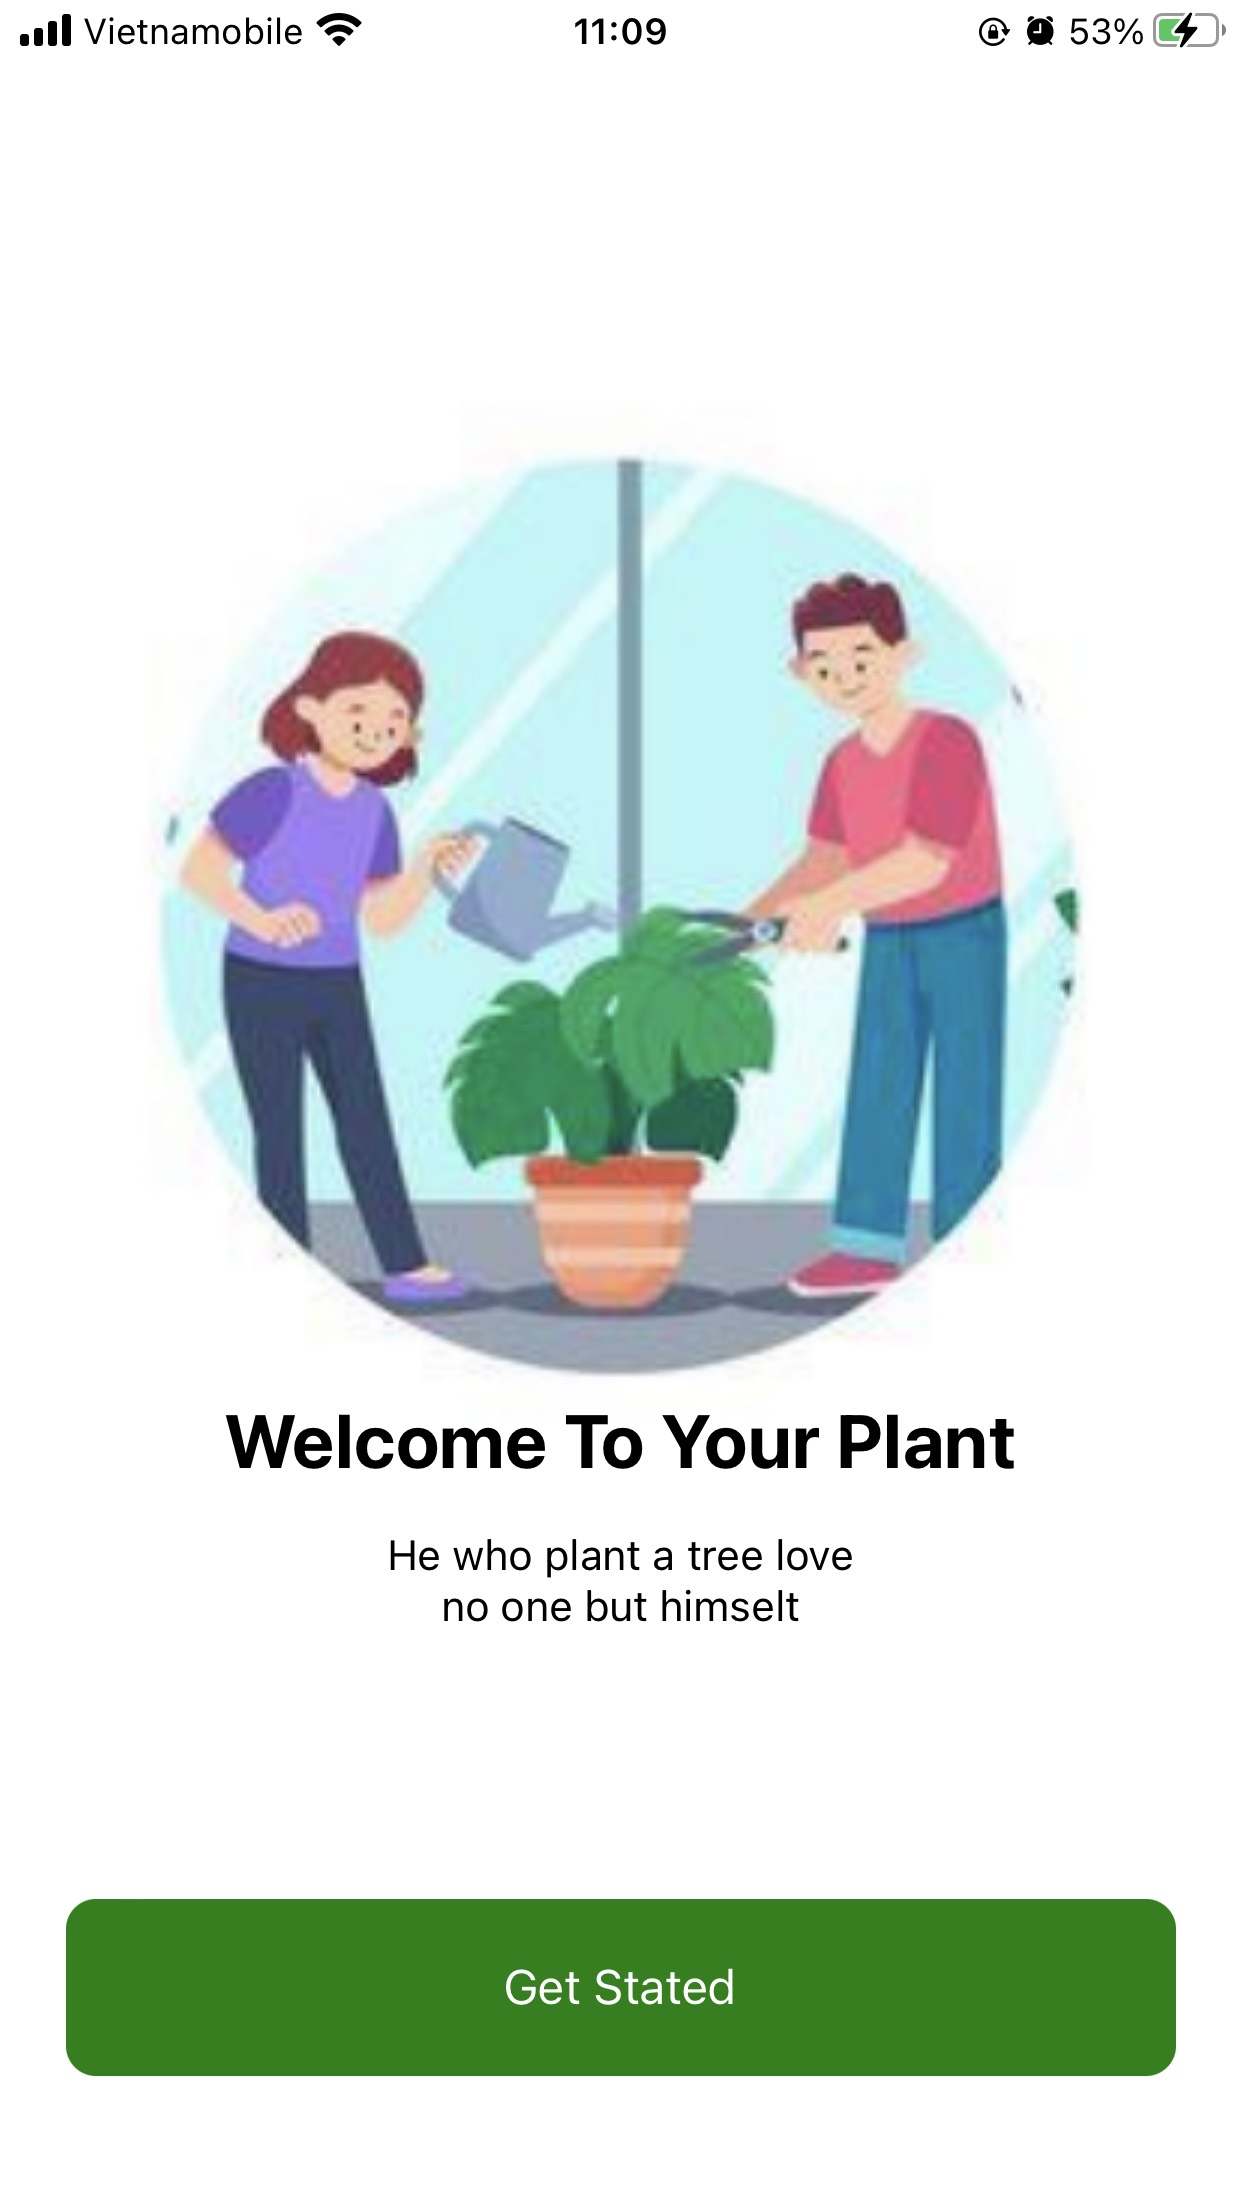 Vietnamobile 11:09 53%
Welcome To Your Plant
He who plant a tree love
no one but himselt
Get Stated